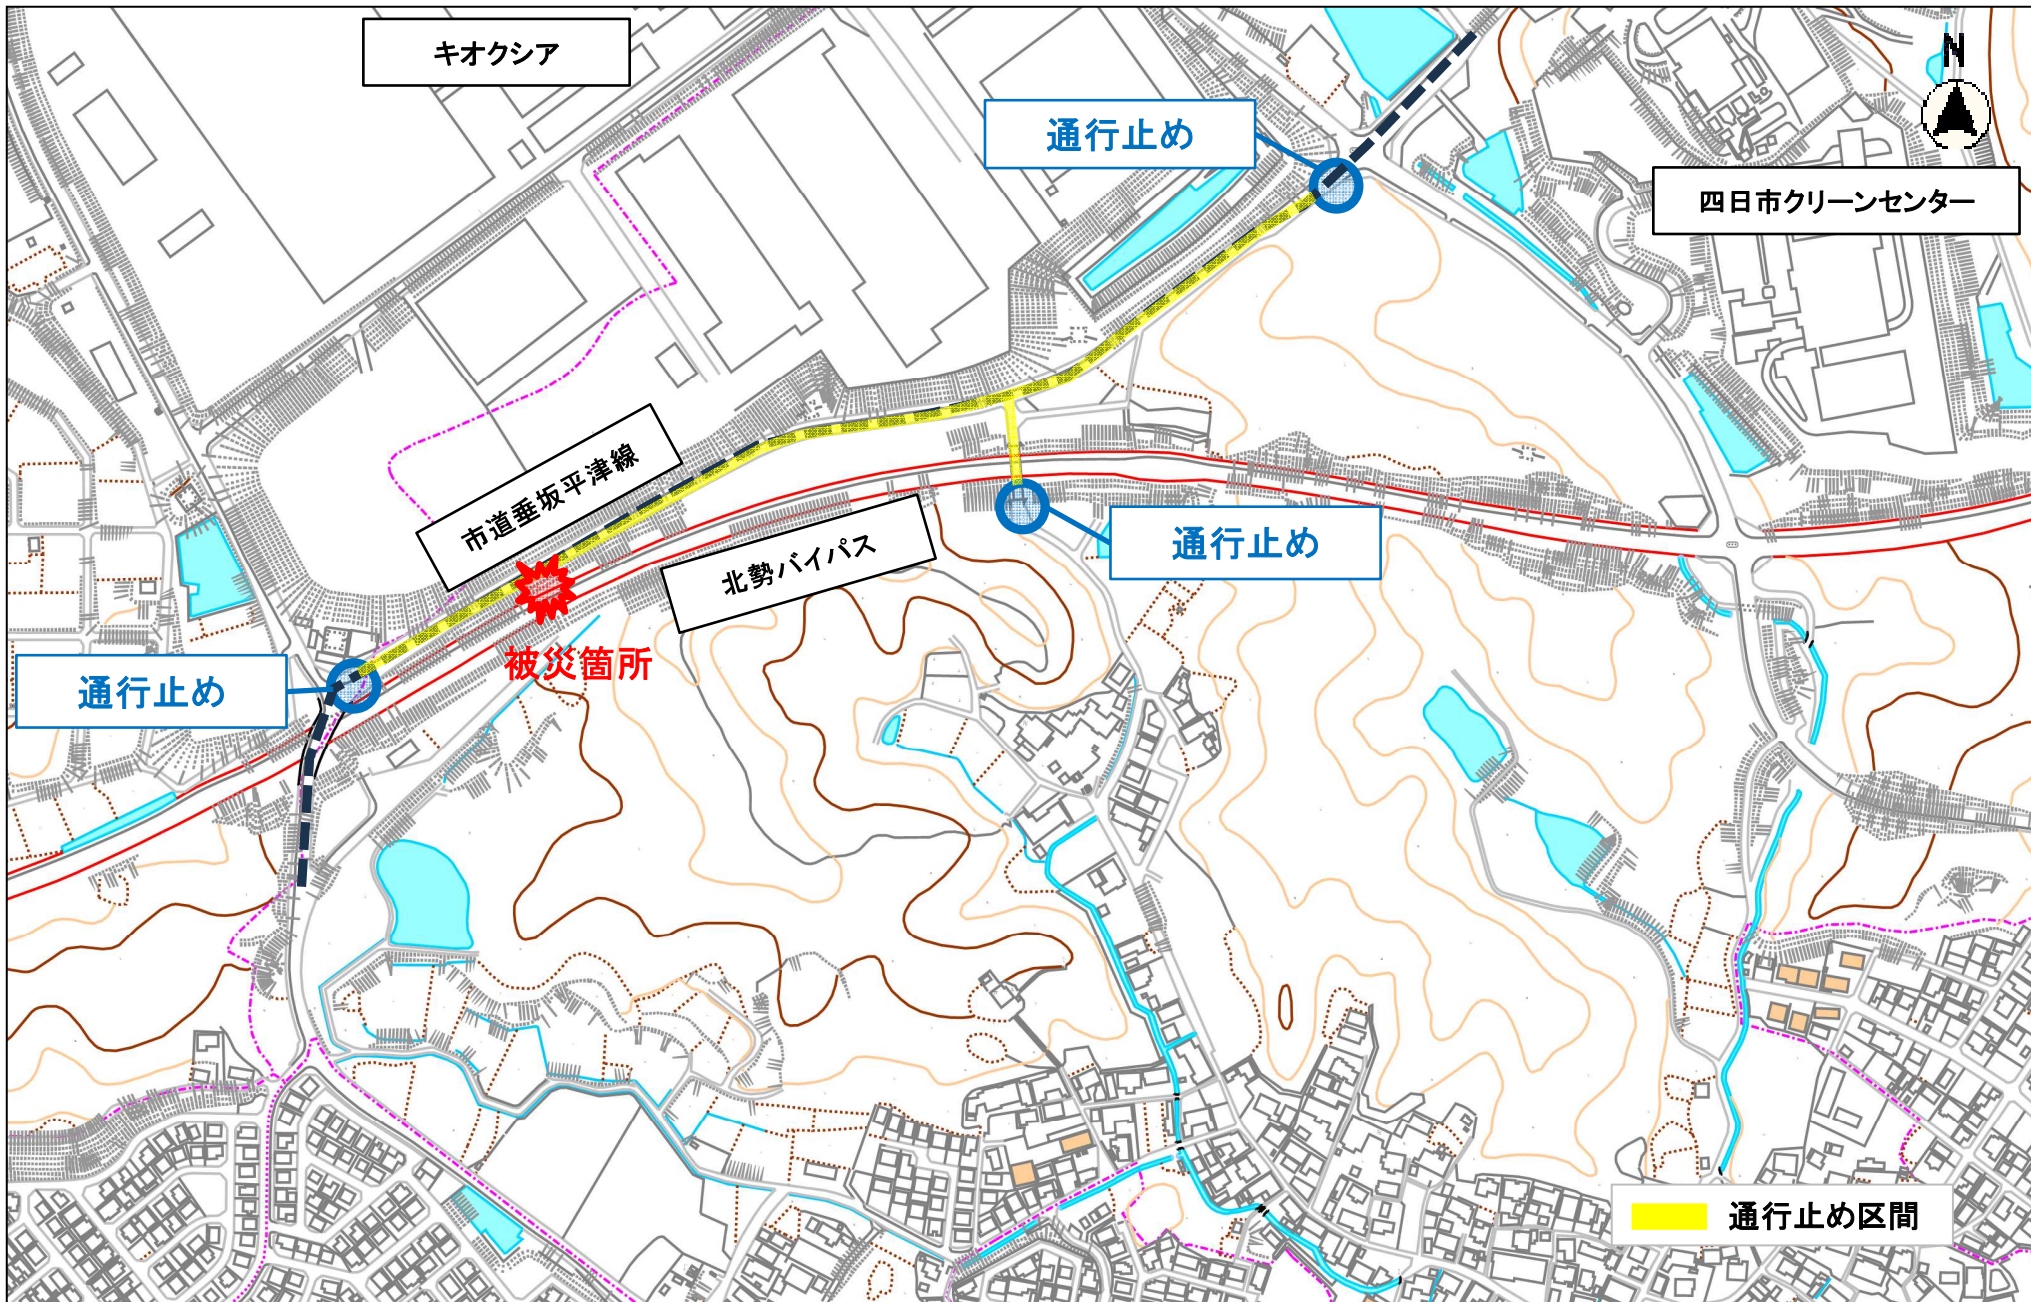 キオクシア
N
通行止め
四日市クリーンセンター
市道垂坂平津線
北勢バイパス
通行止め
被災箇所
通行止め
通行止め区間